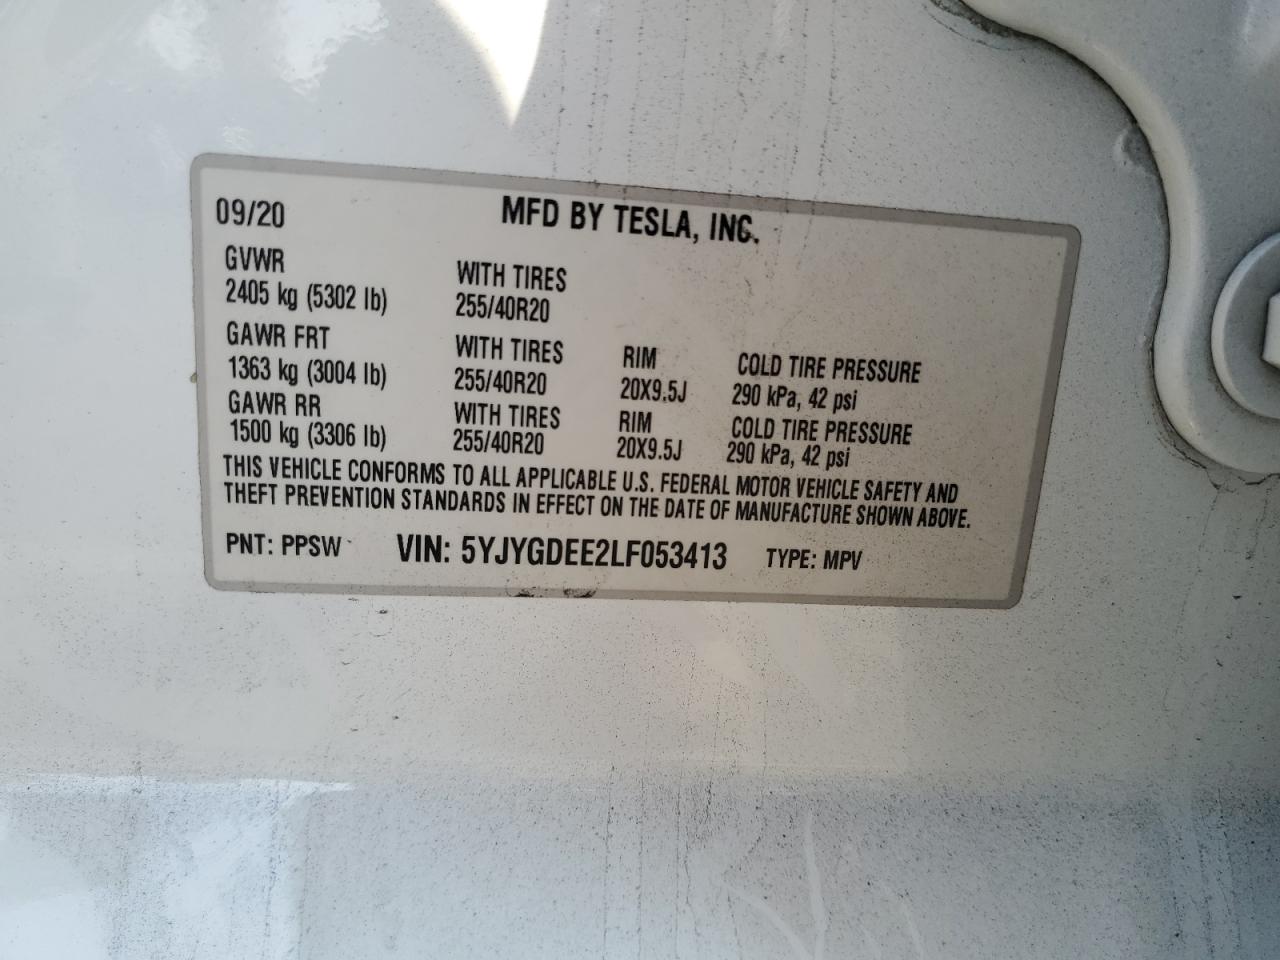 09/20 MFD BY TESLA, INC.
GVWR WITH TIRES
2405 kg (5302 lb) 255/40R20
GAWR FRT WITH TIRES RIM COLD TIRE PRESSURE
1363 kg (3004 lb) 255/40R20 20X9.5J 290 kPa, 42 psi
GAWR RR WITH TIRES RIM COLD TIRE PRESSURE
1500 kg (3306 lb) 255/40R20 20X9.5J 290 kPa, 42 psi
THIS VEHICLE CONFORMS TO ALL APPLICABLE U.S. FEDERAL MOTOR VEHICLE SAFETY AND
THEFT PREVENTION STANDARDS IN EFFECT ON THE DATE OF MANUFACTURE SHOWN ABOVE.
PNT: PPSW VIN: 5YJYGDEE2LF053413 TYPE: MPV